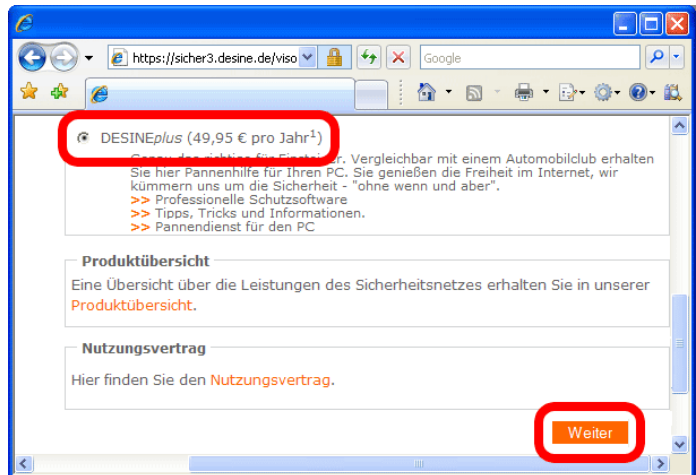 https://sicher3.desine.de/viso
Google
DESINEplus (49,95 € pro Jahr¹)
Genau das richtige für Einsteiger. Vergleichbar mit einem Automobilclub erhalten
Sie hier Pannenhilfe für Ihren PC. Sie genießen die Freiheit im Internet, wir
kümmern uns um die Sicherheit - "ohne wenn und aber".
>> Professionelle Schutzsoftware
>> Tipps, Tricks und Informationen.
>> Pannendienst für den PC
Produktübersicht
Eine Übersicht über die Leistungen des Sicherheitsnetzes erhalten Sie in unserer
Produktübersicht.
Nutzungsvertrag
Hier finden Sie den Nutzungsvertrag.
Weiter